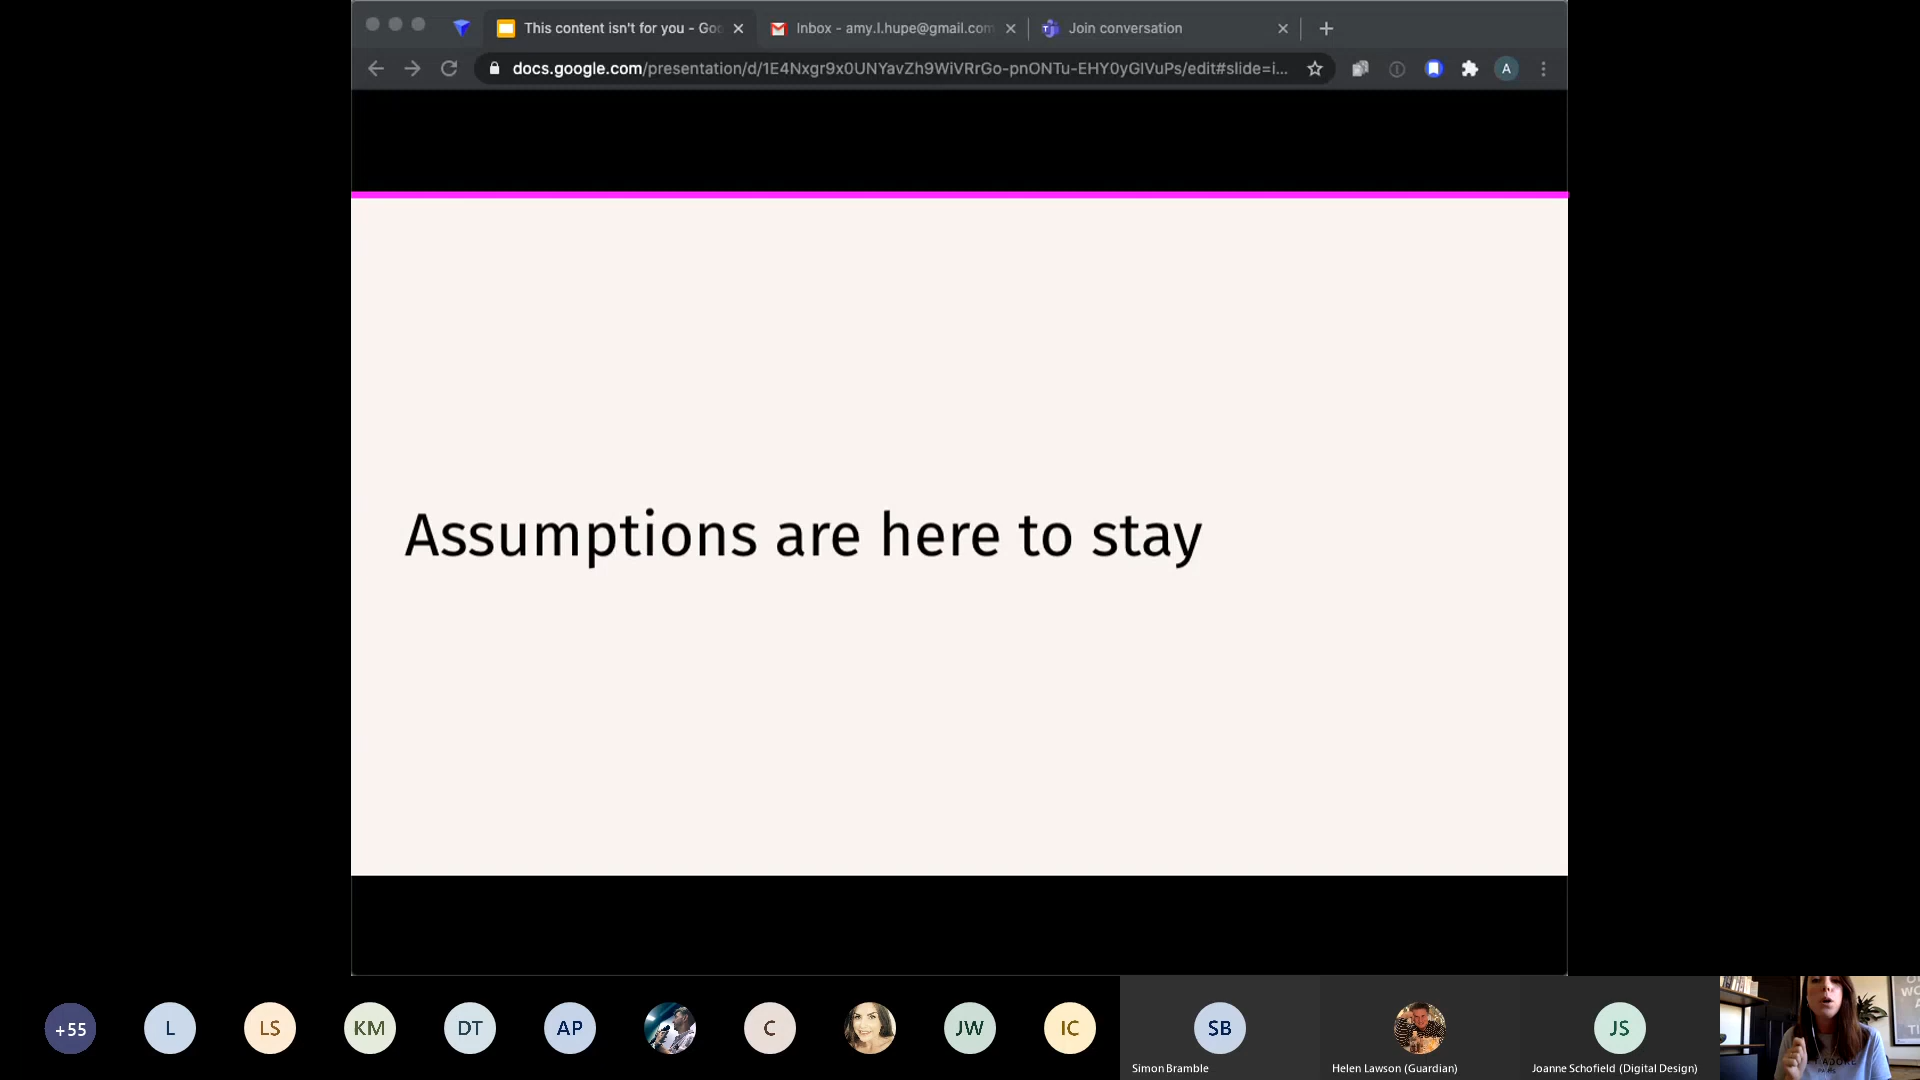 This content isn't for you - Goo
Inbox - amy.l.hupe@gmail.com
Join conversation
docs.google.com/presentation/d/1E4Nxgr9x0UNYavZh9WiVRrGo-pnONTu-EHY0yGlVuPs/edit#slide=i...
A
Assumptions are here to stay
+55
L
LS
KM
DT
AP
C
JW
IC
SB
JS
Simon Bramble
Helen Lawson (Guardian)
Joanne Schofield (Digital Design)